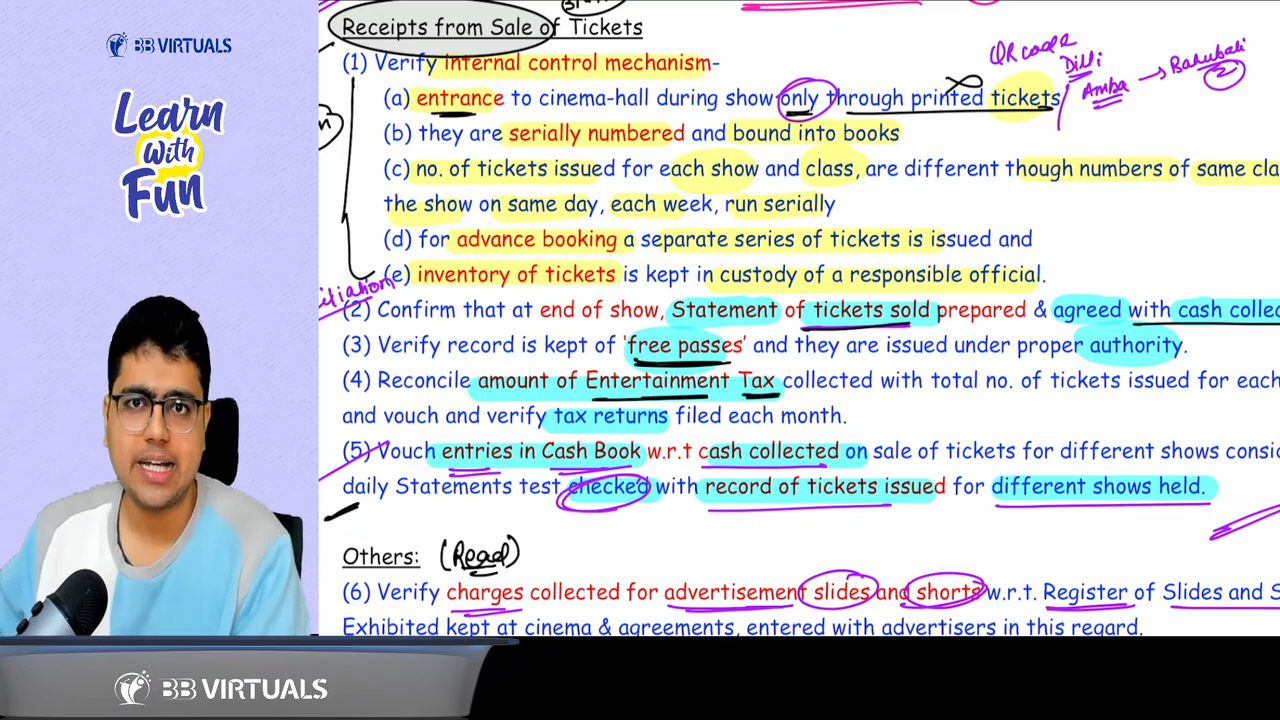 BB VIRTUALS
Learn
With
Fun
Receipts from Sale of Tickets
(1) Verify internal control mechanism-
QR code
Dilli
Amba → Bahubali
2
(a) entrance to cinema-hall during show only through printed tickets
(b) they are serially numbered and bound into books
(c) no. of tickets issued for each show and class, are different though numbers of same cla
the show on same day, each week, run serially
(d) for advance booking a separate series of tickets is issued and
(e) inventory of tickets is kept in custody of a responsible official.
(2) Confirm that at end of show, Statement of tickets sold prepared & agreed with cash collec
(3) Verify record is kept of 'free passes' and they are issued under proper authority.
(4) Reconcile amount of Entertainment Tax collected with total no. of tickets issued for each
and vouch and verify tax returns filed each month.
(5) Vouch entries in Cash Book w.r.t cash collected on sale of tickets for different shows consi
daily Statements test checked with record of tickets issued for different shows held.
Others: (Read)
(6) Verify charges collected for advertisement slides and shorts w.r.t. Register of Slides and S
Exhibited kept at cinema & agreements, entered with advertisers in this regard.
BB VIRTUALS